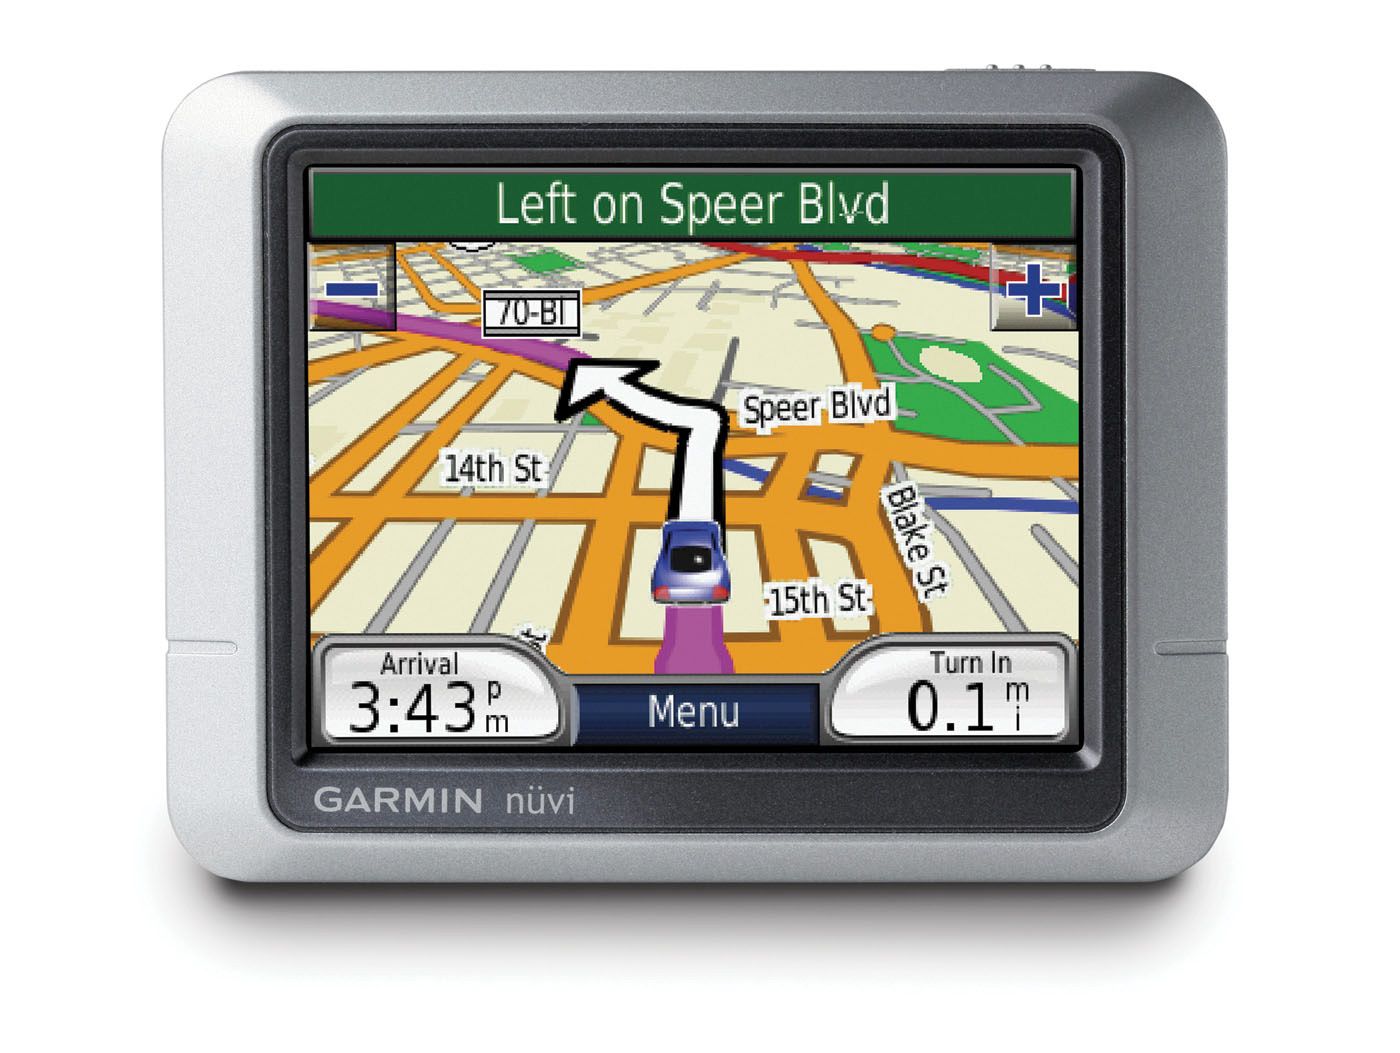 Left on Speer Blvd
70-Bl
Speer Blvd
14th St
Blake St
15th St
Arrival
3:43 pm
Menu
Turn In
0.1 mi
GARMIN nüvi